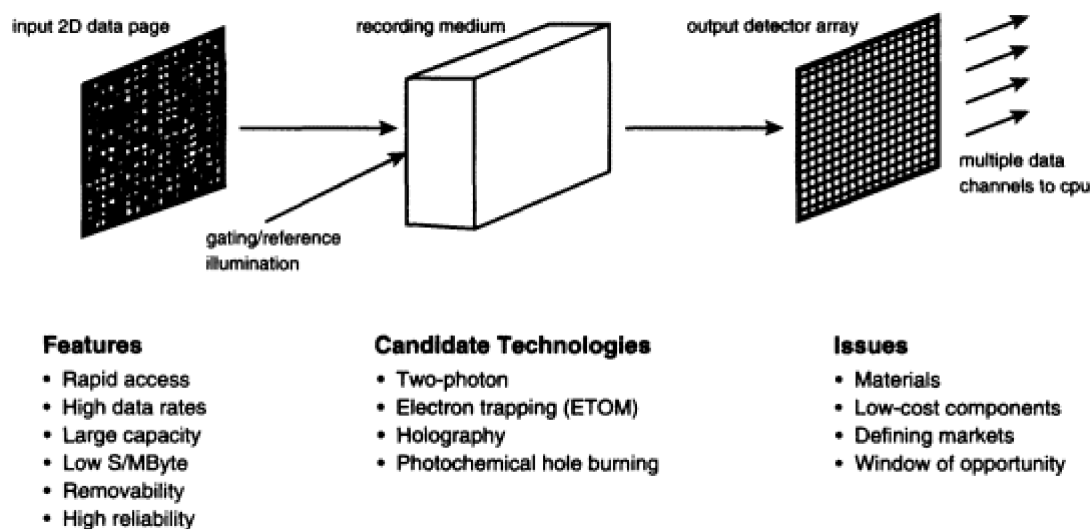 input 2D data page
recording medium
output detector array
gating/reference
illumination
multiple data
channels to cpu
Features
• Rapid access
• High data rates
• Large capacity
• Low S/MByte
• Removability
• High reliability
Candidate Technologies
• Two-photon
• Electron trapping (ETOM)
• Holography
• Photochemical hole burning
Issues
• Materials
• Low-cost components
• Defining markets
• Window of opportunity